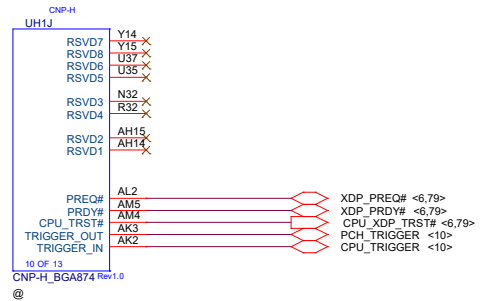 CNP-H
UH1J
RSVD7 Y14
RSVD8 Y15
RSVD6 U37
RSVD5 U35
RSVD3 N32
RSVD4 R32
RSVD2 AH15
RSVD1 AH14
PREQ# AL2 XDP_PREQ# <6,79>
PRDY# AM5 XDP_PRDY# <6,79>
CPU_TRST# AM4 CPU_XDP_TRST# <6,79>
TRIGGER_OUT AK3 PCH_TRIGGER <10>
TRIGGER_IN AK2 CPU_TRIGGER <10>
10 OF 13
CNP-H_BGA874 Rev1.0
@